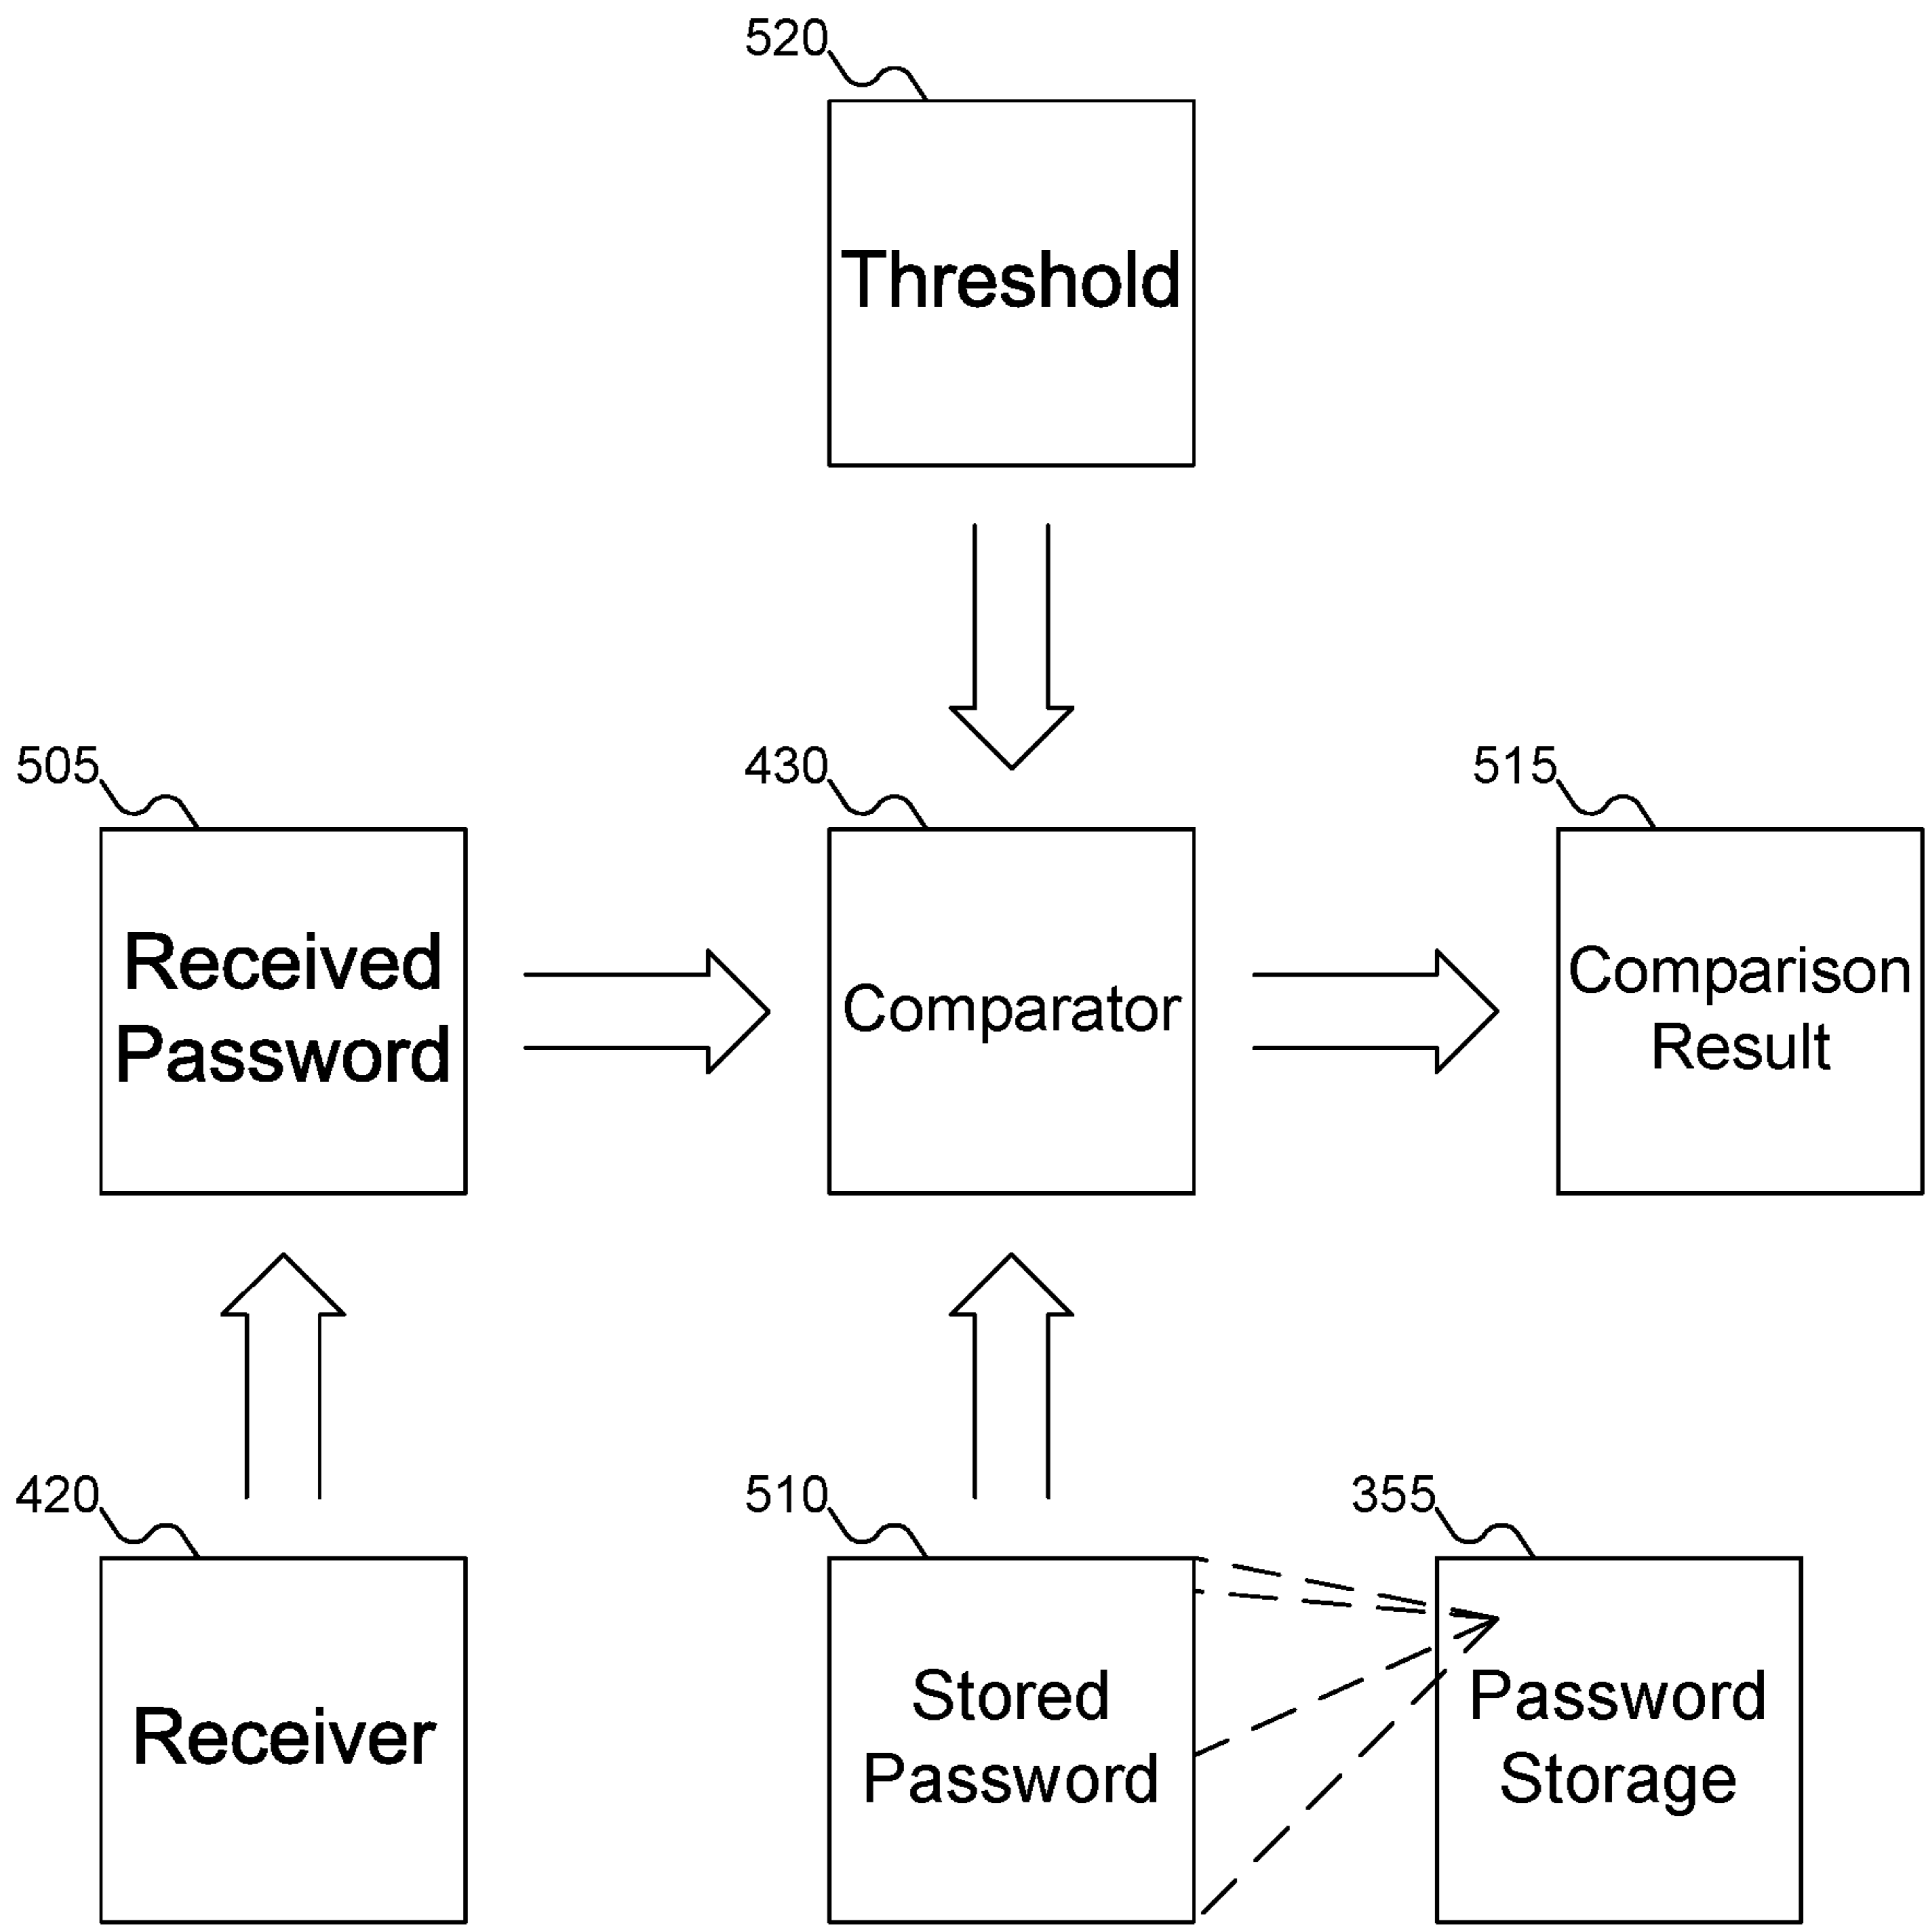 520
Threshold
505
430
515
Received
Password
Comparator
Comparison
Result
420
510
355
Receiver
Stored
Password
Password
Storage